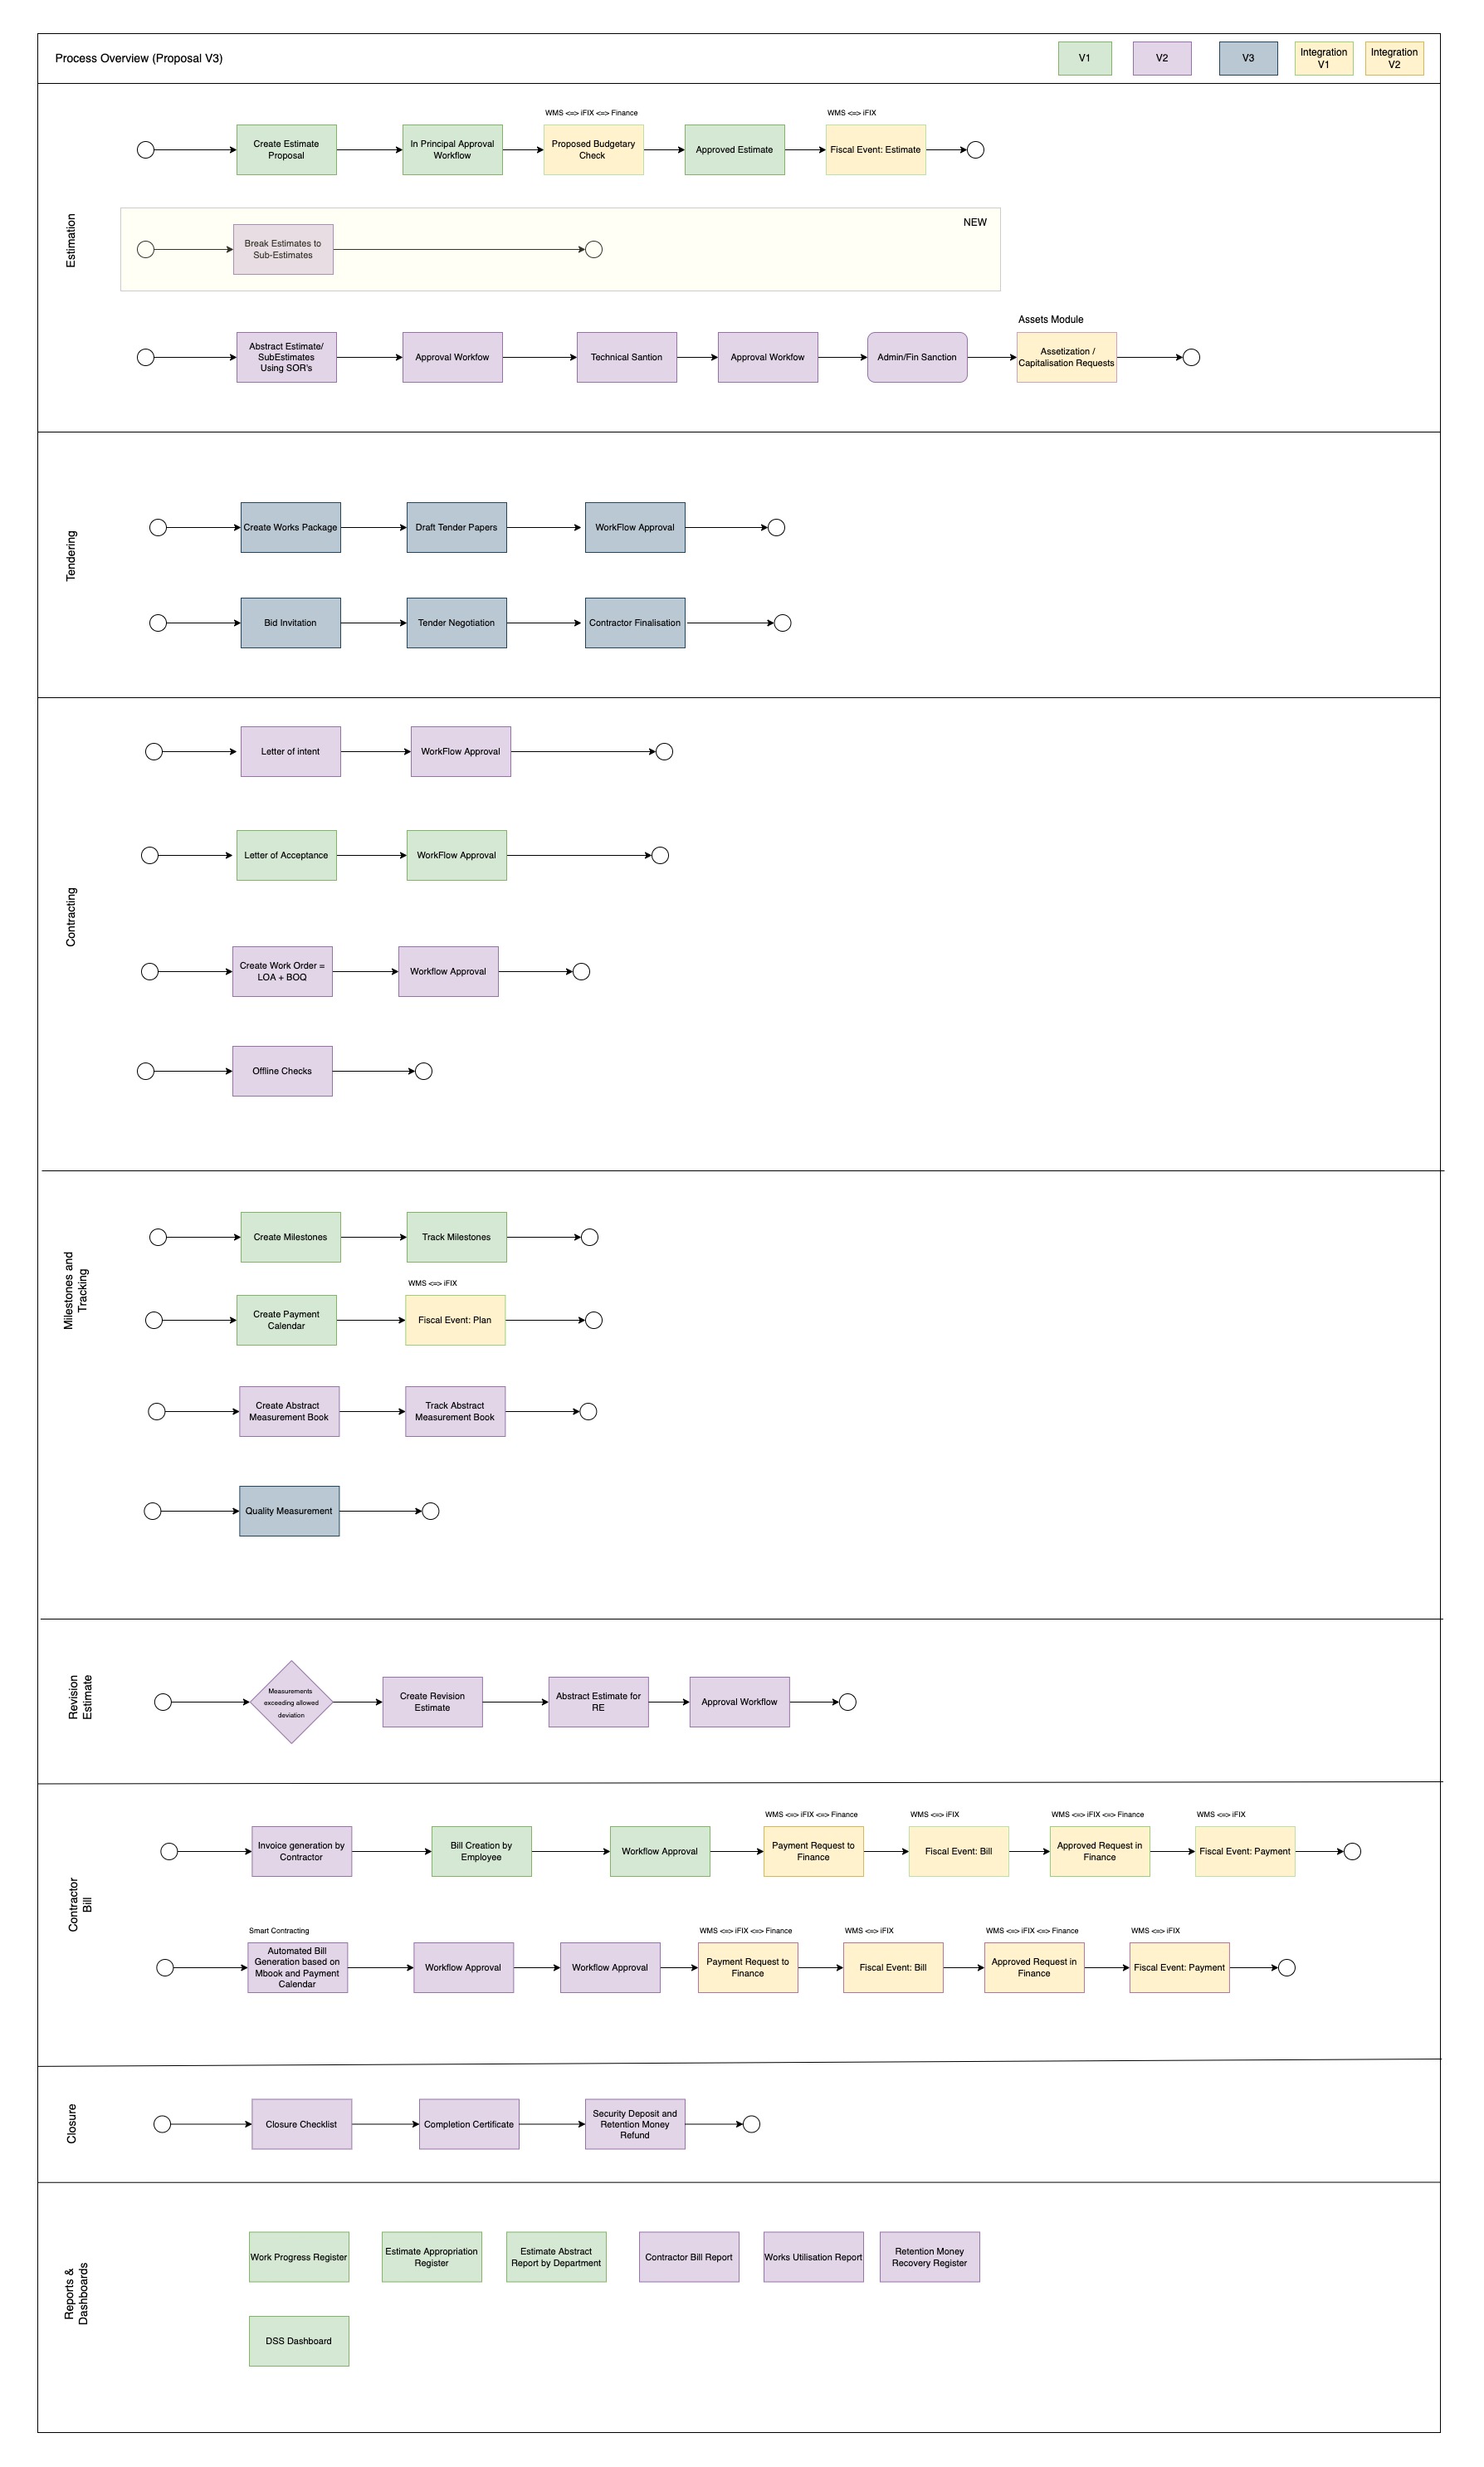 Process Overview (Proposal V3)
V1
V2
V3
Integration
V1
Integration
V2
Estimation
WMS <=> iFIX <=> Finance
WMS <=> iFIX
Create Estimate
Proposal
In Principal Approval
Workflow
Proposed Budgetary
Check
Approved Estimate
Fiscal Event: Estimate
NEW
Break Estimates to
Sub-Estimates
Assets Module
Abstract Estimate/
SubEstimates
Using SOR's
Approval Workfow
Technical Santion
Approval Workfow
Admin/Fin Sanction
Assetization /
Capitalisation Requests
Tendering
Create Works Package
Draft Tender Papers
WorkFlow Approval
Bid Invitation
Tender Negotiation
Contractor Finalisation
Contracting
Letter of intent
WorkFlow Approval
Letter of Acceptance
WorkFlow Approval
Create Work Order =
LOA + BOQ
Workflow Approval
Offline Checks
Milestones and
Tracking
Create Milestones
Track Milestones
WMS <=> iFIX
Create Payment
Calendar
Fiscal Event: Plan
Create Abstract
Measurement Book
Track Abstract
Measurement Book
Quality Measurement
Revision
Estimate
Measurements
exceeding allowed
deviation
Create Revision
Estimate
Abstract Estimate for
RE
Approval Workflow
Contractor
Bill
WMS <=> iFIX <=> Finance
WMS <=> iFIX
WMS <=> iFIX <=> Finance
WMS <=> iFIX
Invoice generation by
Contractor
Bill Creation by
Employee
Workflow Approval
Payment Request to
Finance
Fiscal Event: Bill
Approved Request in
Finance
Fiscal Event: Payment
Smart Contracting
WMS <=> iFIX <=> Finance
WMS <=> iFIX
WMS <=> iFIX <=> Finance
WMS <=> iFIX
Automated Bill
Generation based on
Mbook and Payment
Calendar
Workflow Approval
Workflow Approval
Payment Request to
Finance
Fiscal Event: Bill
Approved Request in
Finance
Fiscal Event: Payment
Closure
Closure Checklist
Completion Certificate
Security Deposit and
Retention Money
Refund
Reports &
Dashboards
Work Progress Register
Estimate Appropriation
Register
Estimate Abstract
Report by Department
Contractor Bill Report
Works Utilisation Report
Retention Money
Recovery Register
DSS Dashboard